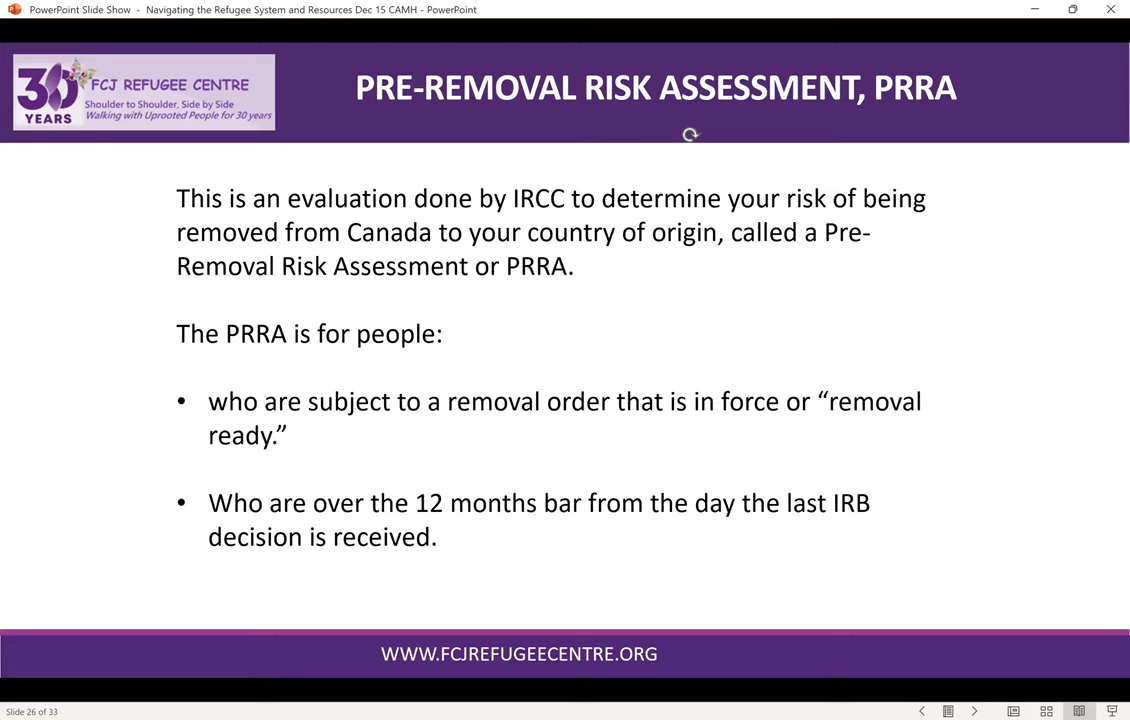 PowerPoint Slide Show - Navigating the Refugee System and Resources Dec 15 CAMH - PowerPoint
30 YEARS
FCJ REFUGEE CENTRE
Shoulder to Shoulder, Side by Side
Walking with Uprooted People for 30 years
PRE-REMOVAL RISK ASSESSMENT, PRRA
This is an evaluation done by IRCC to determine your risk of being
removed from Canada to your country of origin, called a Pre-
Removal Risk Assessment or PRRA.
The PRRA is for people:
• who are subject to a removal order that is in force or “removal
ready.”
• Who are over the 12 months bar from the day the last IRB
decision is received.
WWW.FCJREFUGEECENTRE.ORG
Slide 26 of 33